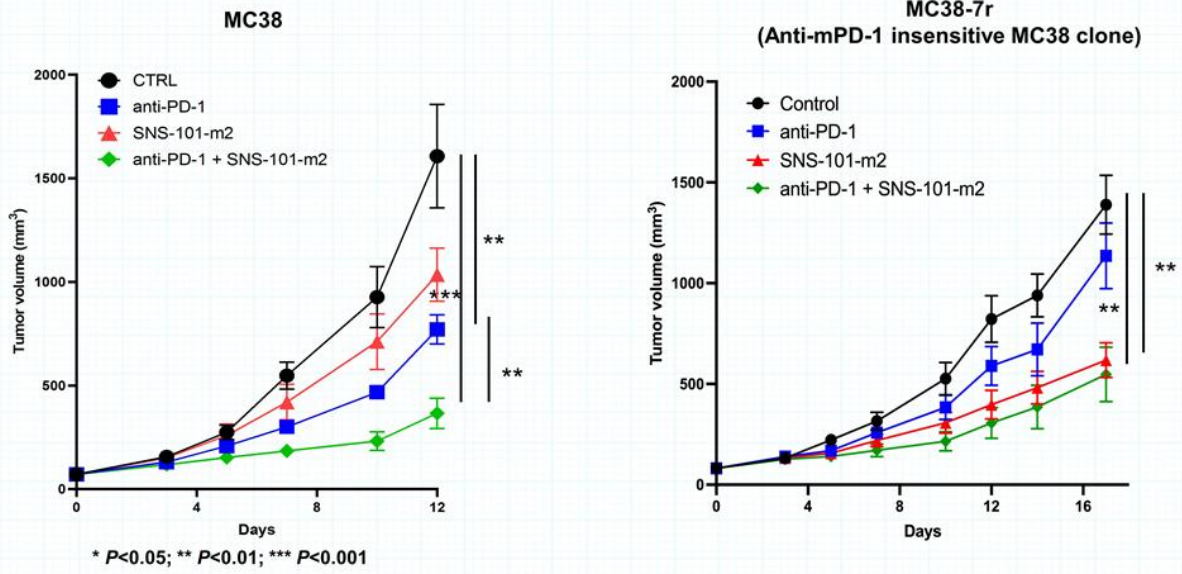 MC38
CTRL
anti-PD-1
SNS-101-m2
anti-PD-1 + SNS-101-m2
Tumor volume (mm³)
2000
1500
1000
500
0
0 4 8 12
Days
**
***
**
* P<0.05; ** P<0.01; *** P<0.001
MC38-7r
(Anti-mPD-1 insensitive MC38 clone)
Control
anti-PD-1
SNS-101-m2
anti-PD-1 + SNS-101-m2
Tumor volume (mm³)
2000
1500
1000
500
0
0 4 8 12 16
Days
**
**